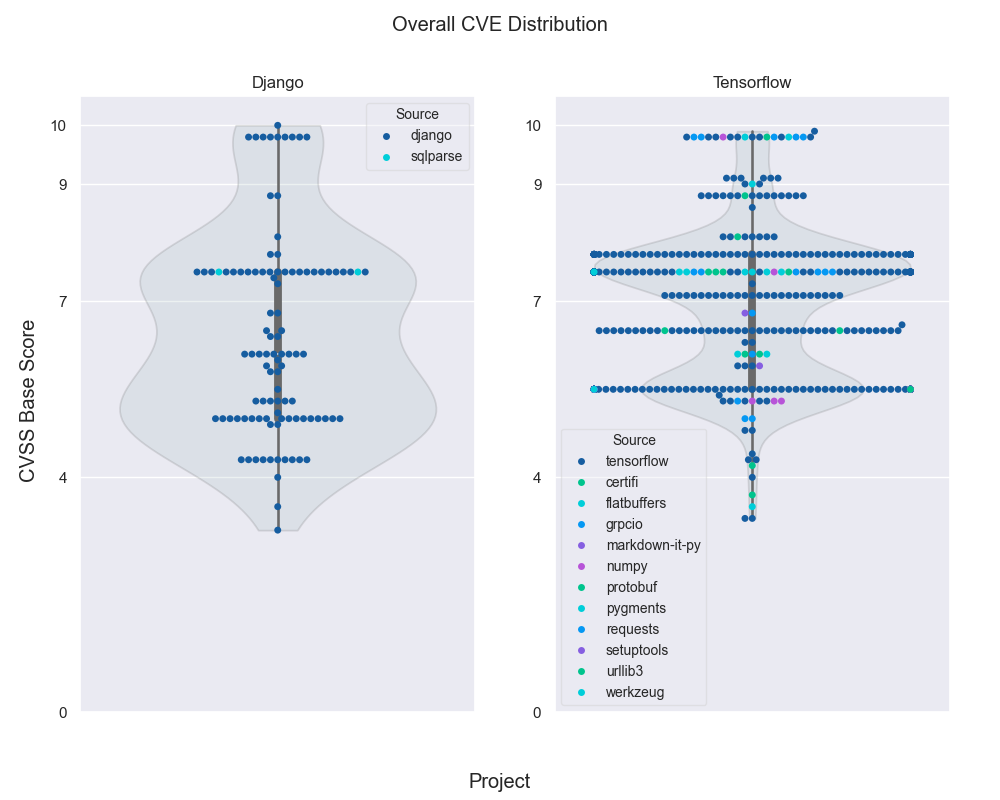 Overall CVE Distribution
Django
Tensorflow
CVSS Base Score
10
9
7
4
0
Source
django
sqlparse
10
9
7
4
0
Source
tensorflow
certifi
flatbuffers
grpcio
markdown-it-py
numpy
protobuf
pygments
requests
setuptools
urllib3
werkzeug
Project